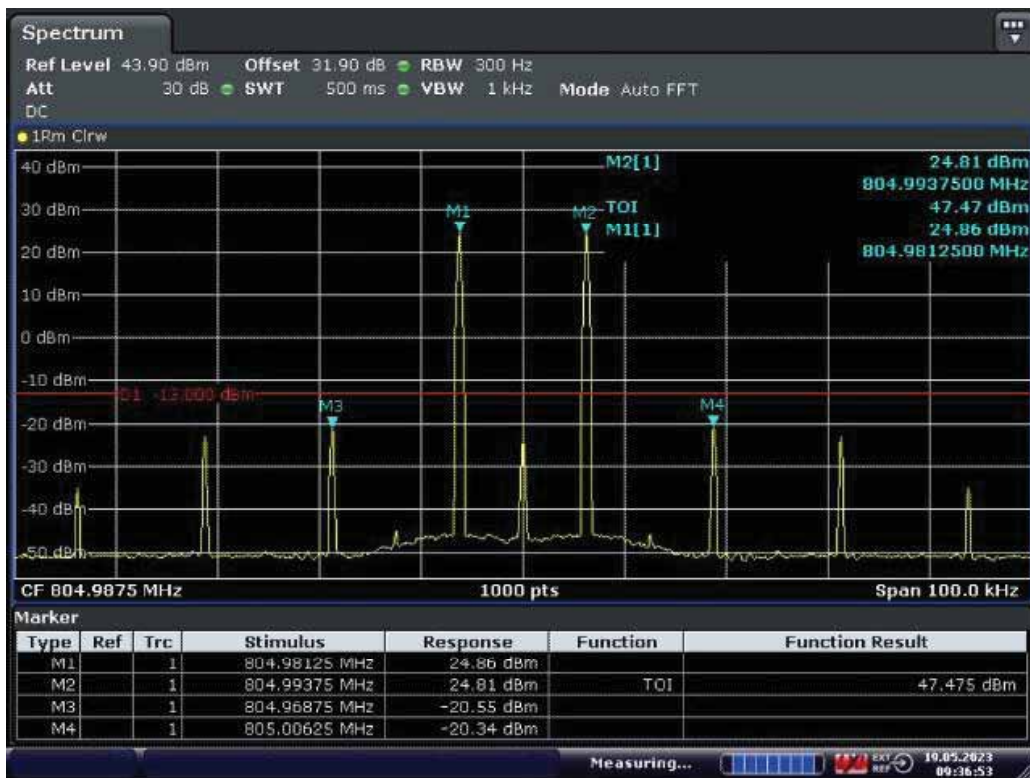 Spectrum
Ref Level 43.90 dBm Offset 31.90 dB RBW 300 Hz
Att 30 dB SWT 500 ms VBW 1 kHz Mode Auto FFT
DC
1Rm Clrw
40 dBm
30 dBm
20 dBm
10 dBm
0 dBm
-10 dBm
-20 dBm
-30 dBm
-40 dBm
-50 dBm
M2[1] 24.81 dBm
804.9937500 MHz
TOI 47.47 dBm
M1[1] 24.86 dBm
804.9812500 MHz
M1
M2
D1 -13.000 dBm
M3
M4
CF 804.9875 MHz 1000 pts Span 100.0 kHz
Marker
Type Ref Trc Stimulus Response Function Function Result
M1 1 804.98125 MHz 24.86 dBm
M2 1 804.99375 MHz 24.81 dBm TOI 47.475 dBm
M3 1 804.96875 MHz -20.55 dBm
M4 1 805.00625 MHz -20.34 dBm
Measuring... EXT REF 19.05.2023
09:36:53